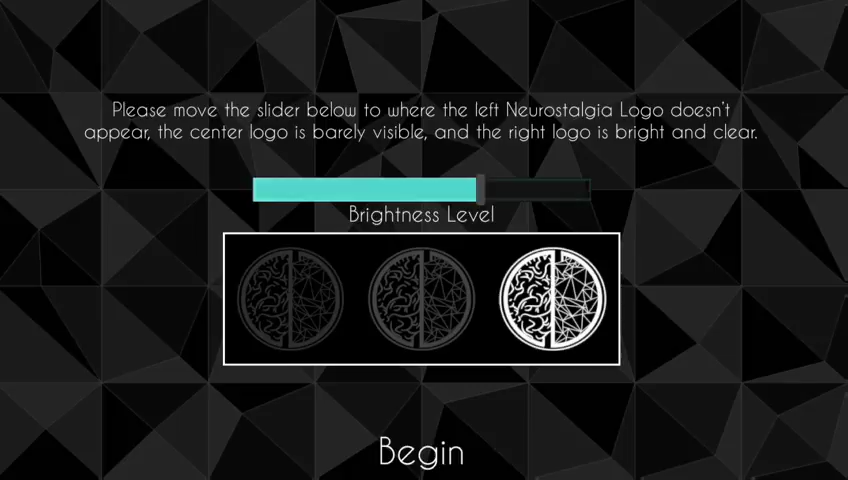 Please move the slider below to where the left Neurostalgia Logo doesn't
appear, the center logo is barely visible, and the right logo is bright and clear.
Brightness Level
Begin